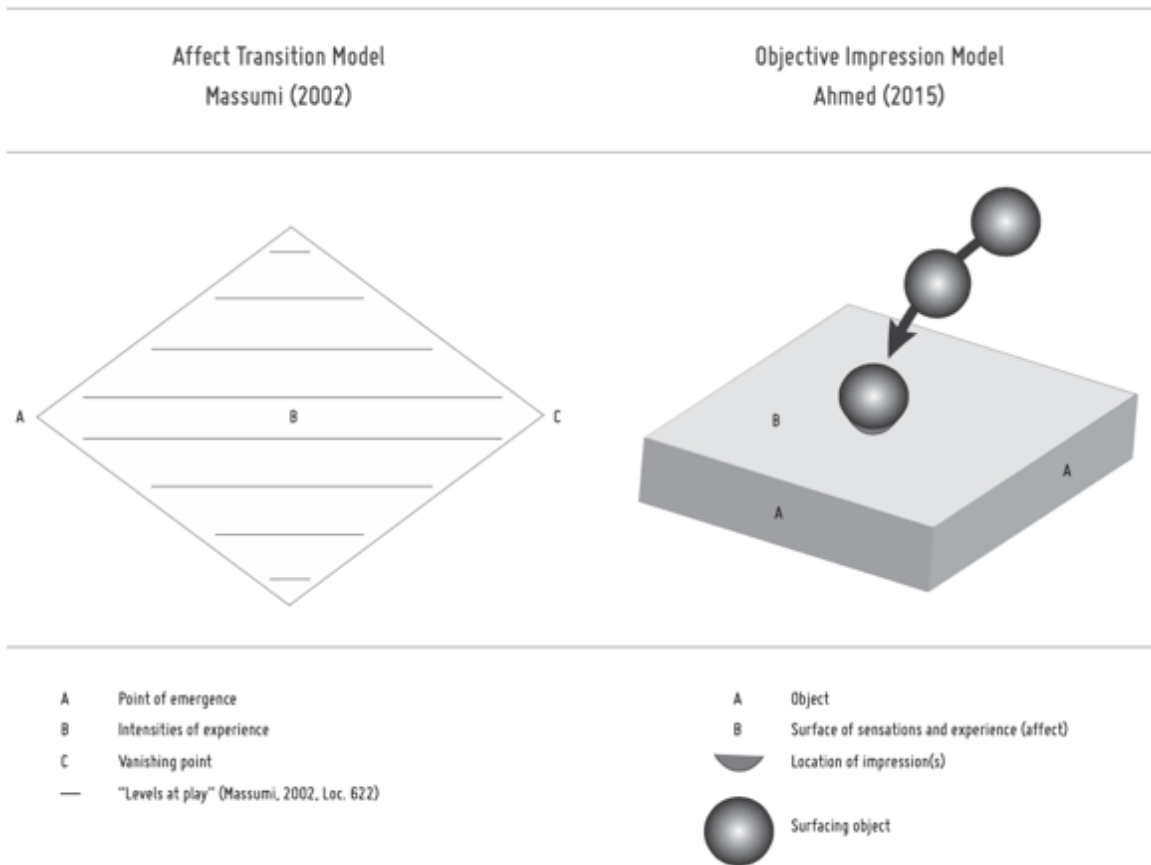 Affect Transition Model
Massumi (2002)
Objective Impression Model
Ahmed (2015)
A
B
C
B
A
A
A Point of emergence
B Intensities of experience
C Vanishing point
— "Levels at play" (Massumi, 2002, Loc. 622)
A Object
B Surface of sensations and experience (affect)
Location of impression(s)
Surfacing object